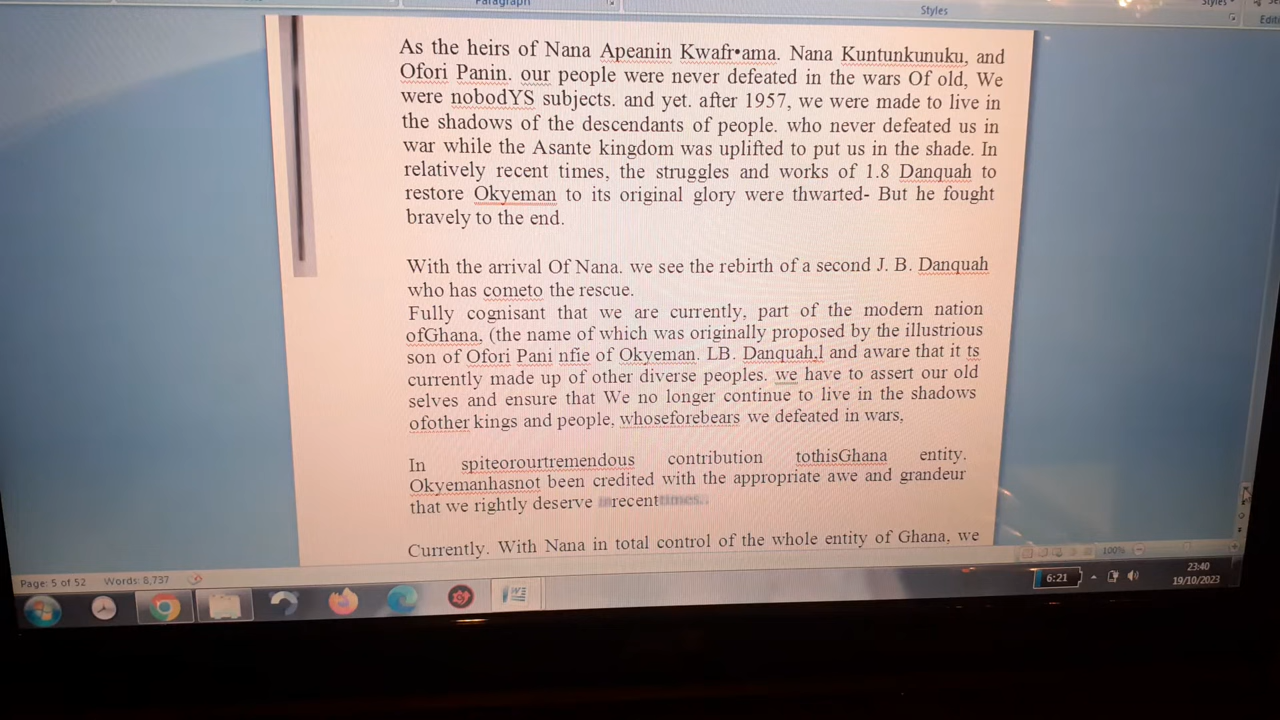 Paragraph
Styles
Styles
Editi
As the heirs of Nana Apeanin Kwafr•ama. Nana Kuntunkunuku, and
Ofori Panin. our people were never defeated in the wars Of old, We
were nobodYS subjects. and yet. after 1957, we were made to live in
the shadows of the descendants of people. who never defeated us in
war while the Asante kingdom was uplifted to put us in the shade. In
relatively recent times, the struggles and works of 1.8 Danquah to
restore Okyeman to its original glory were thwarted- But he fought
bravely to the end.
With the arrival Of Nana. we see the rebirth of a second J. B. Danquah
who has cometo the rescue.
Fully cognisant that we are currently, part of the modern nation
ofGhana, (the name of which was originally proposed by the illustrious
son of Ofori Pani nfie of Okyeman. LB. Danquah,l and aware that it ts
currently made up of other diverse peoples. we have to assert our old
selves and ensure that We no longer continue to live in the shadows
ofother kings and people, whoseforebears we defeated in wars,
In spiteorourtremendous contribution tothisGhana entity.
Okyemanhasnot been credited with the appropriate awe and grandeur
that we rightly deserve inrecenttimes..
Currently. With Nana in total control of the whole entity of Ghana, we
Page: 5 of 52 Words: 8,737
100%
6:21
23:40
19/10/2023